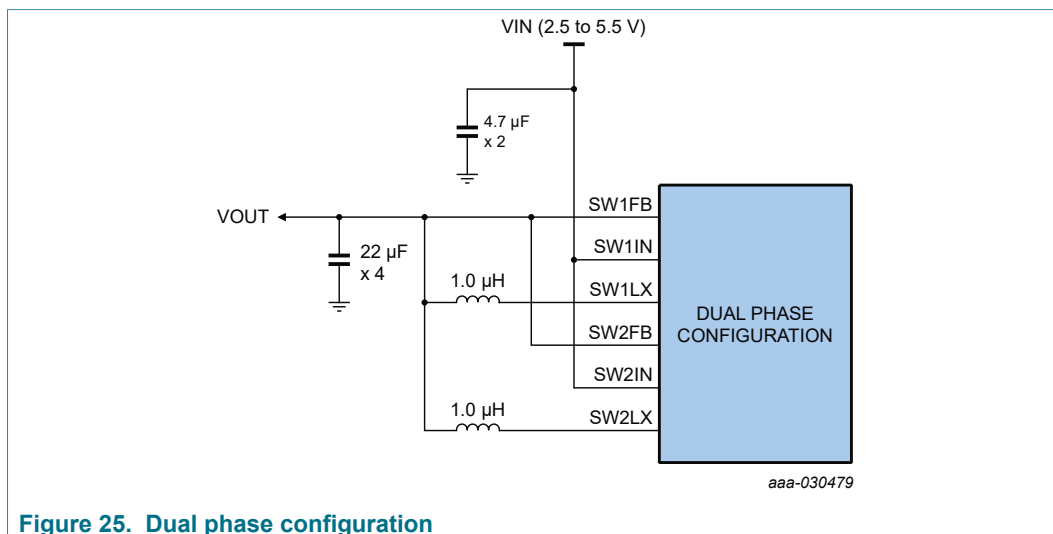 VIN (2.5 to 5.5 V)
4.7 µF
x 2
SW1FB
VOUT
22 µF
x 4
SW1IN
1.0 µH
SW1LX
DUAL PHASE
CONFIGURATION
SW2FB
SW2IN
1.0 µH
SW2LX
aaa-030479
Figure 25. Dual phase configuration